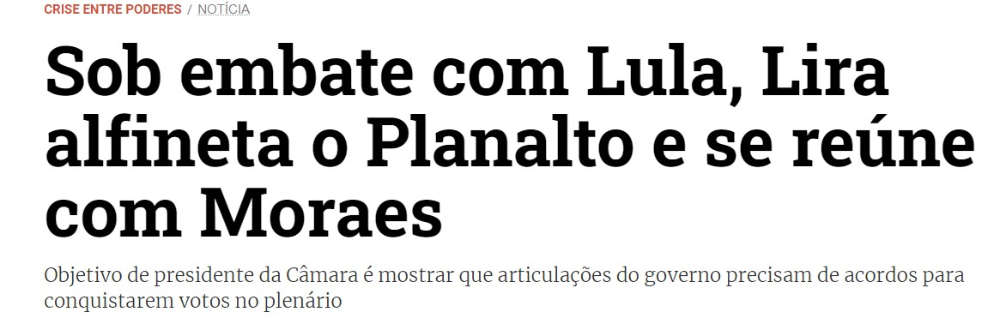 CRISE ENTRE PODERES / NOTÍCIA
Sob embate com Lula, Lira
alfineta o Planalto e se reúne
com Moraes
Objetivo de presidente da Câmara é mostrar que articulações do governo precisam de acordos para
conquistarem votos no plenário